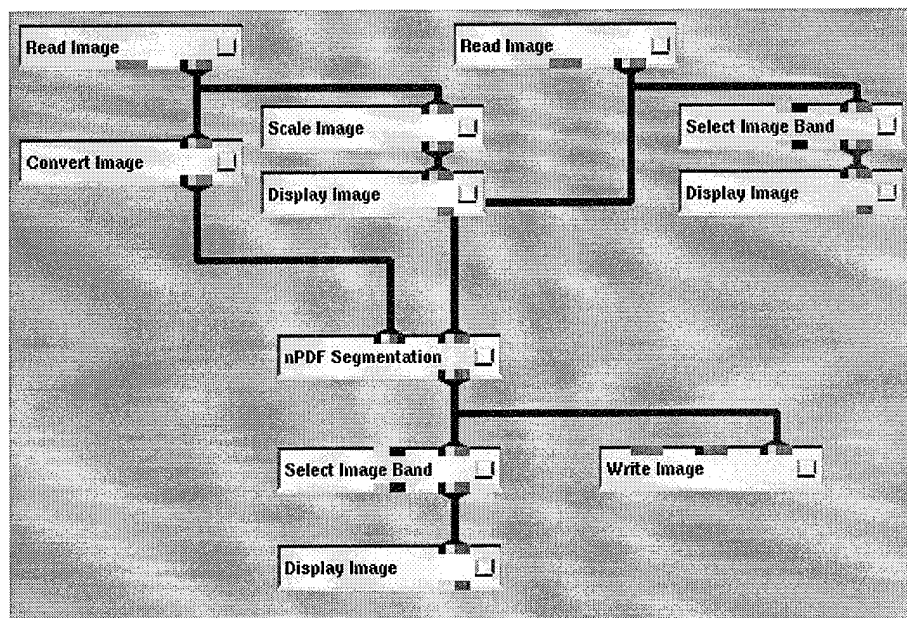 Read Image
Read Image
Scale Image
Select Image Band
Convert Image
Display Image
Display Image
nPDF Segmentation
Select Image Band
Write Image
Display Image